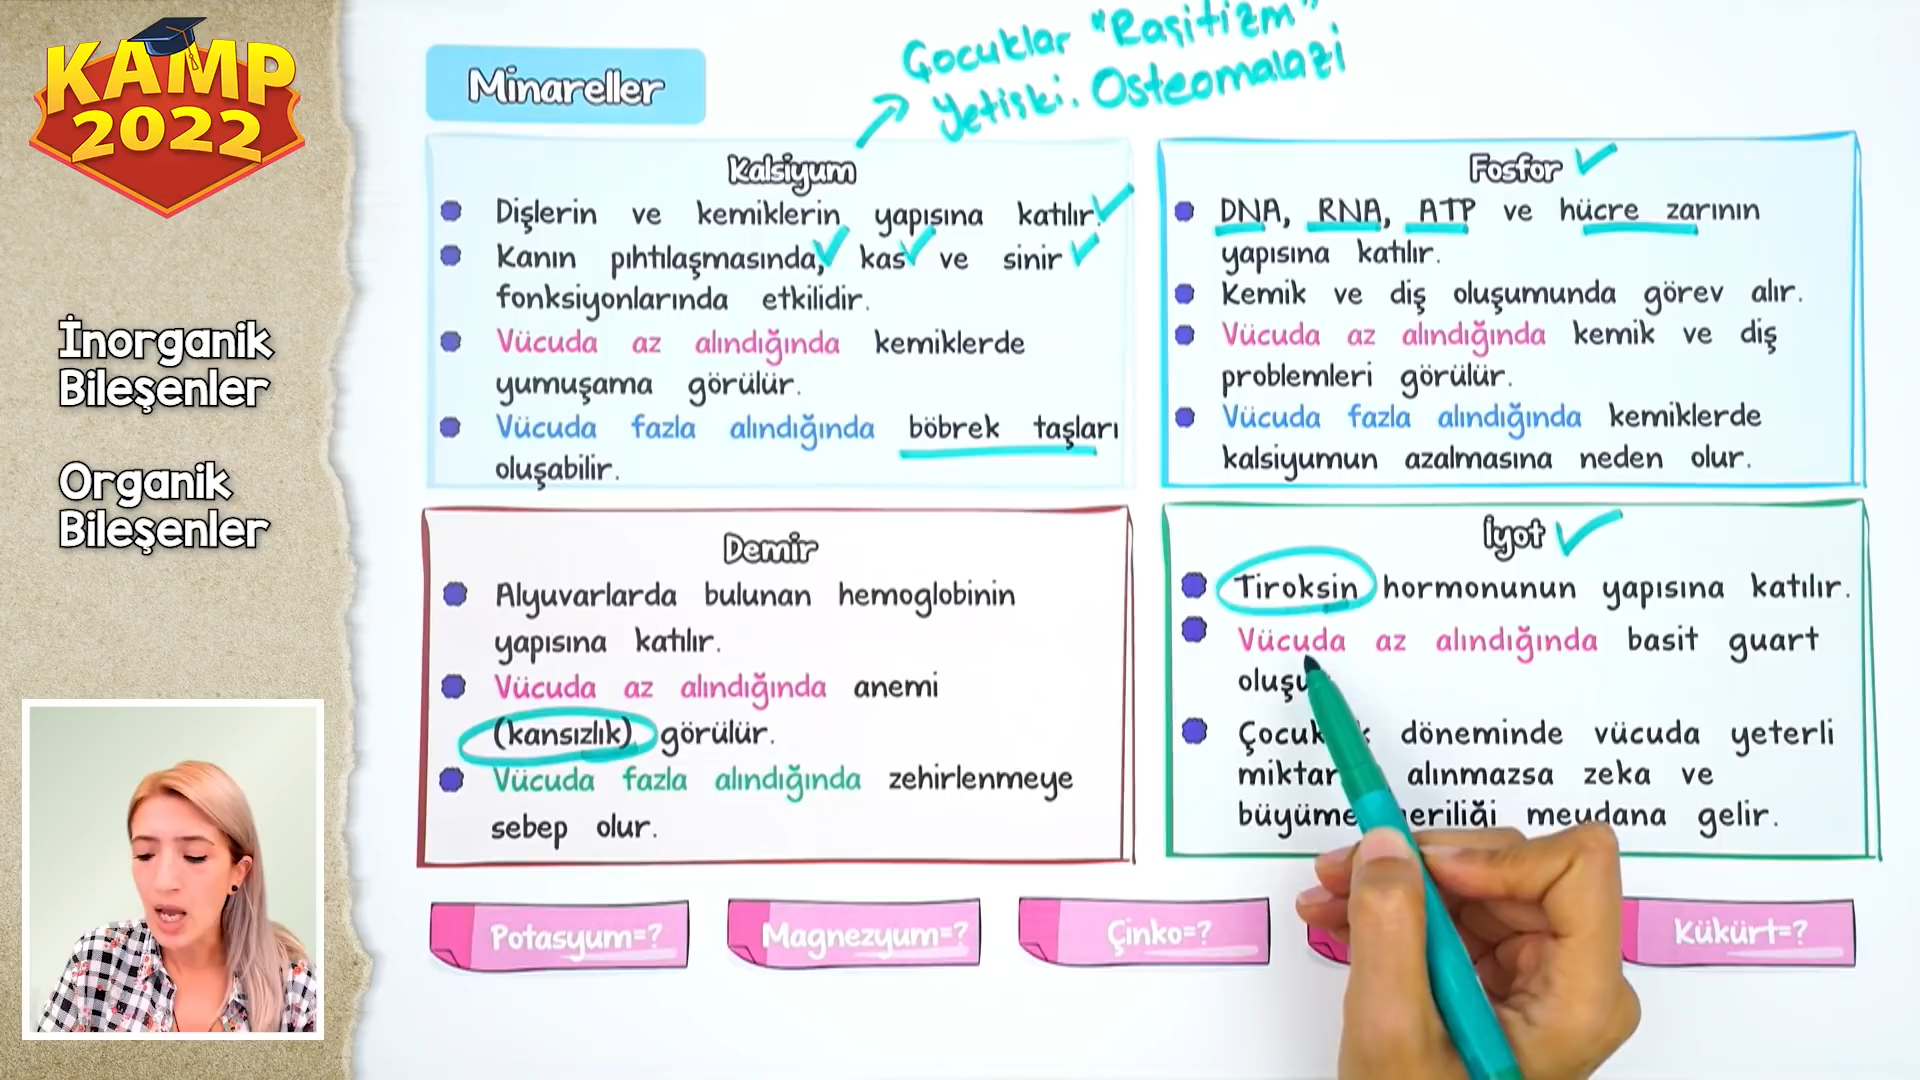 KAMP
2022
İnorganik
Bileşenler
Organik
Bileşenler
Minareller
Çocuklar "Raşitizm"
Yetişki. Osteomalazi
Kalsiyum
Dişlerin ve kemiklerin yapısına katılır.
Kanın pıhtılaşmasında, kas ve sinir
fonksiyonlarında etkilidir.
Vücuda az alındığında kemiklerde
yumuşama görülür.
Vücuda fazla alındığında böbrek taşları
oluşabilir.
Fosfor
DNA, RNA, ATP ve hücre zarının
yapısına katılır.
Kemik ve diş oluşumunda görev alır.
Vücuda az alındığında kemik ve diş
problemleri görülür.
Vücuda fazla alındığında kemiklerde
kalsiyumun azalmasına neden olur.
Demir
Alyuvarlarda bulunan hemoglobinin
yapısına katılır.
Vücuda az alındığında anemi
(kansızlık) görülür.
Vücuda fazla alındığında zehirlenmeye
sebep olur.
İyot
Tiroksin hormonunun yapısına katılır.
Vücuda az alındığında basit guart
döneminde vücuda yeterli
alınmazsa zeka ve
büyüme meydana gelir.
Potasyum=?
Magnezyum=?
Çinko=?
Kükürt=?